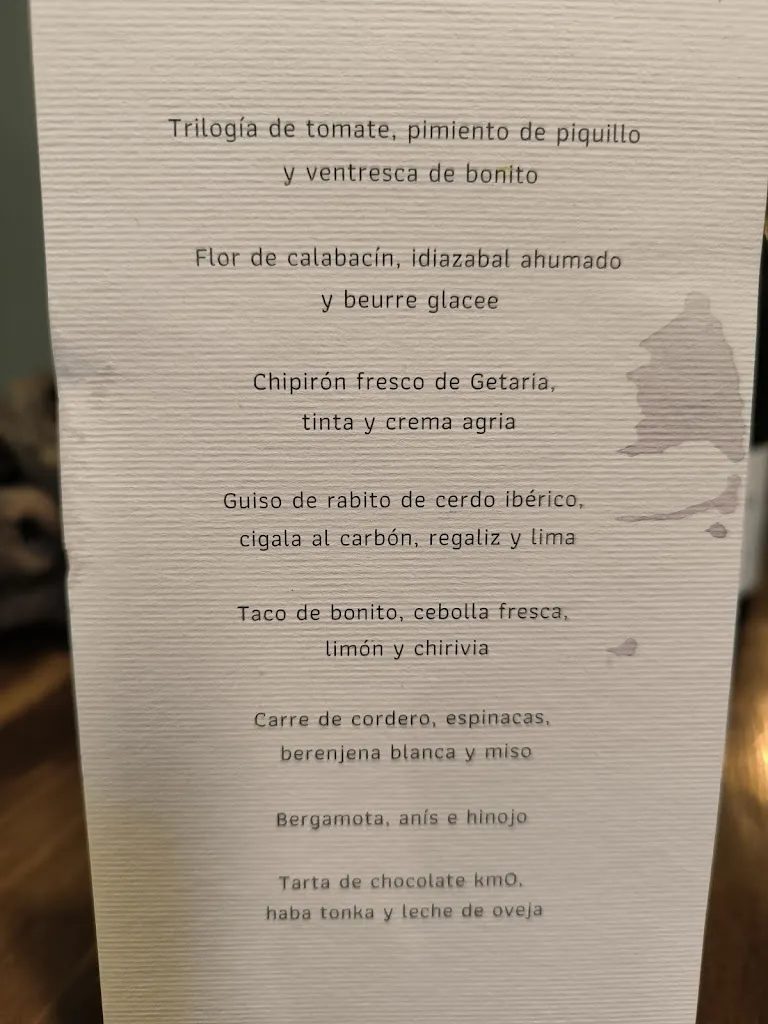 Trilogía de tomate, pimiento de piquillo
y ventresca de bonito
Flor de calabacín, idiazabal ahumado
y beurre glacee
Chipirón fresco de Getaria,
tinta y crema agria
Guiso de rabito de cerdo ibérico,
cigala al carbón, regaliz y lima
Taco de bonito, cebolla fresca,
limón y chirivia
Carre de cordero, espinacas,
berenjena blanca y miso
Bergamota, anís e hinojo
Tarta de chocolate km0,
haba tonka y leche de oveja